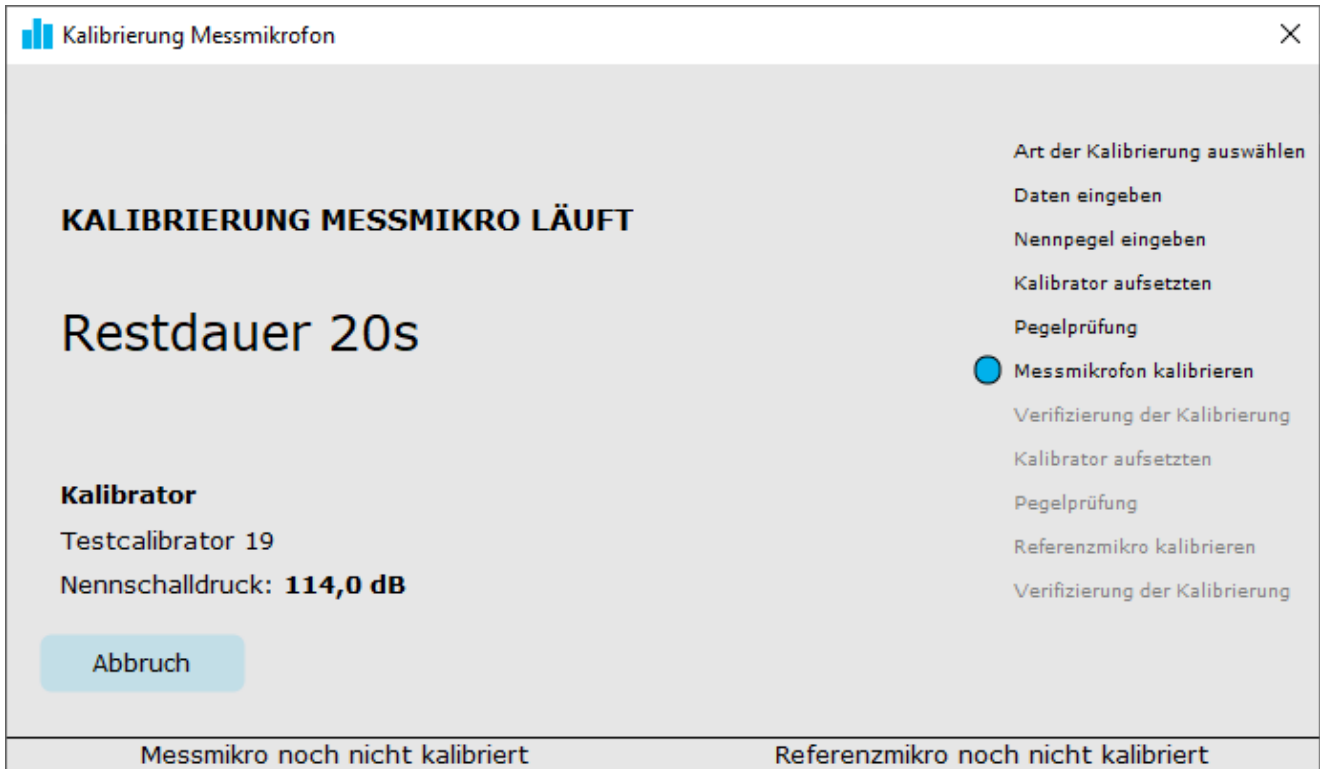 Kalibrierung Messmikrofon
KALIBRIERUNG MESSMIKRO LÄUFT
Restdauer 20s
Kalibrator
Testcalibrator 19
Nennschalldruck: 114,0 dB
Abbruch
Art der Kalibrierung auswählen
Daten eingeben
Nennpegel eingeben
Kalibrator aufsetzten
Pegelprüfung
Messmikrofon kalibrieren
Verifizierung der Kalibrierung
Kalibrator aufsetzten
Pegelprüfung
Referenzmikro kalibrieren
Verifizierung der Kalibrierung
Messmikro noch nicht kalibriert
Referenzmikro noch nicht kalibriert